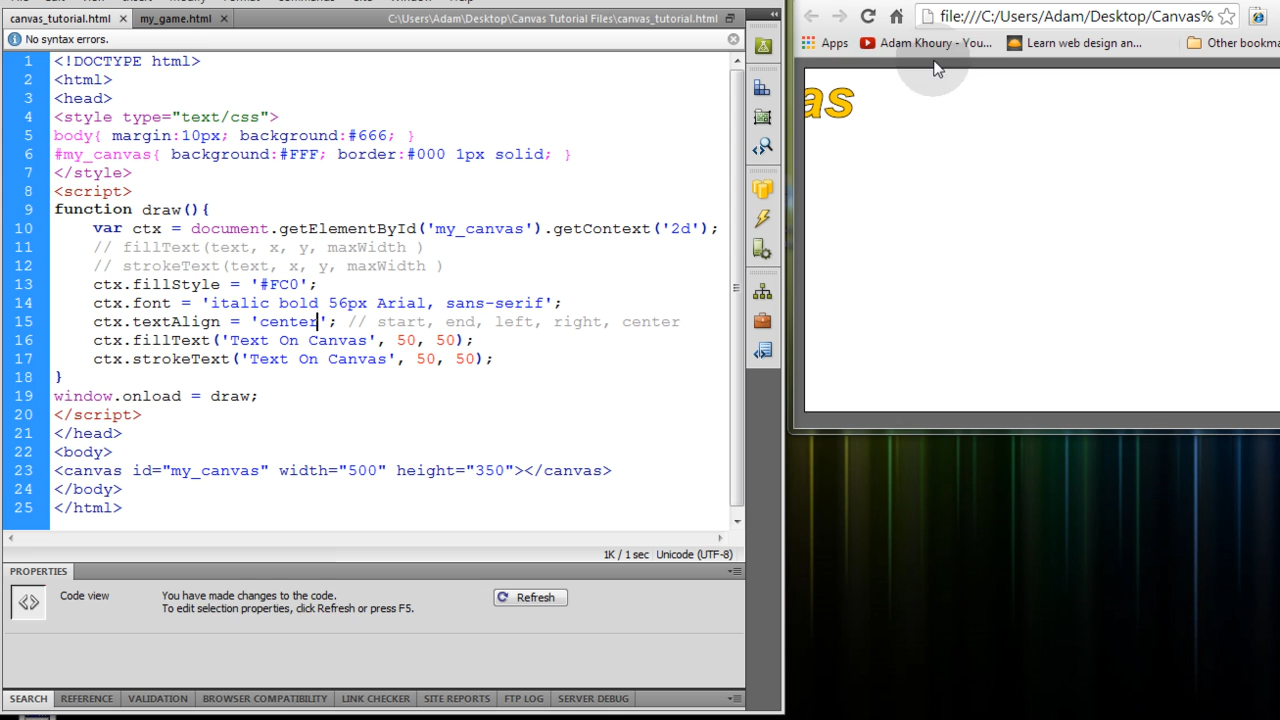 canvas_tutorial.html
my_game.html
C:\Users\Adam\Desktop\Canvas Tutorial Files\canvas_tutorial.html
No syntax errors.
1 <!DOCTYPE html>
2 <html>
3 <head>
4 <style type="text/css">
5 body{ margin:10px; background:#666; }
6 #my_canvas{ background:#FFF; border:#000 1px solid; }
7 </style>
8 <script>
9 function draw(){
10 var ctx = document.getElementById('my_canvas').getContext('2d');
11 // fillText(text, x, y, maxWidth )
12 // strokeText(text, x, y, maxWidth )
13 ctx.fillStyle = '#FC0';
14 ctx.font = 'italic bold 56px Arial, sans-serif';
15 ctx.textAlign = 'center'; // start, end, left, right, center
16 ctx.fillText('Text On Canvas', 50, 50);
17 ctx.strokeText('Text On Canvas', 50, 50);
18 }
19 window.onload = draw;
20 </script>
21 </head>
22 <body>
23 <canvas id="my_canvas" width="500" height="350"></canvas>
24 </body>
25 </html>
1K / 1 sec Unicode (UTF-8)
PROPERTIES
Code view
You have made changes to the code.
To edit selection properties, click Refresh or press F5.
Refresh
SEARCH REFERENCE VALIDATION BROWSER COMPATIBILITY LINK CHECKER SITE REPORTS FTP LOG SERVER DEBUG
file:///C:/Users/Adam/Desktop/Canvas%
Apps Adam Khoury - You... Learn web design an... Other bookma
as